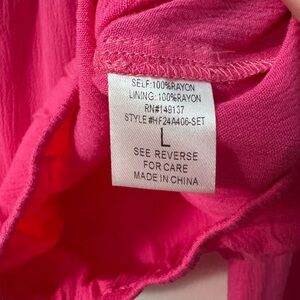 SELF:100%RAYON
LINING:100%RAYON
RN#149137
STYLE#HF24A406-SET
L
SEE REVERSE
FOR CARE
MADE IN CHINA